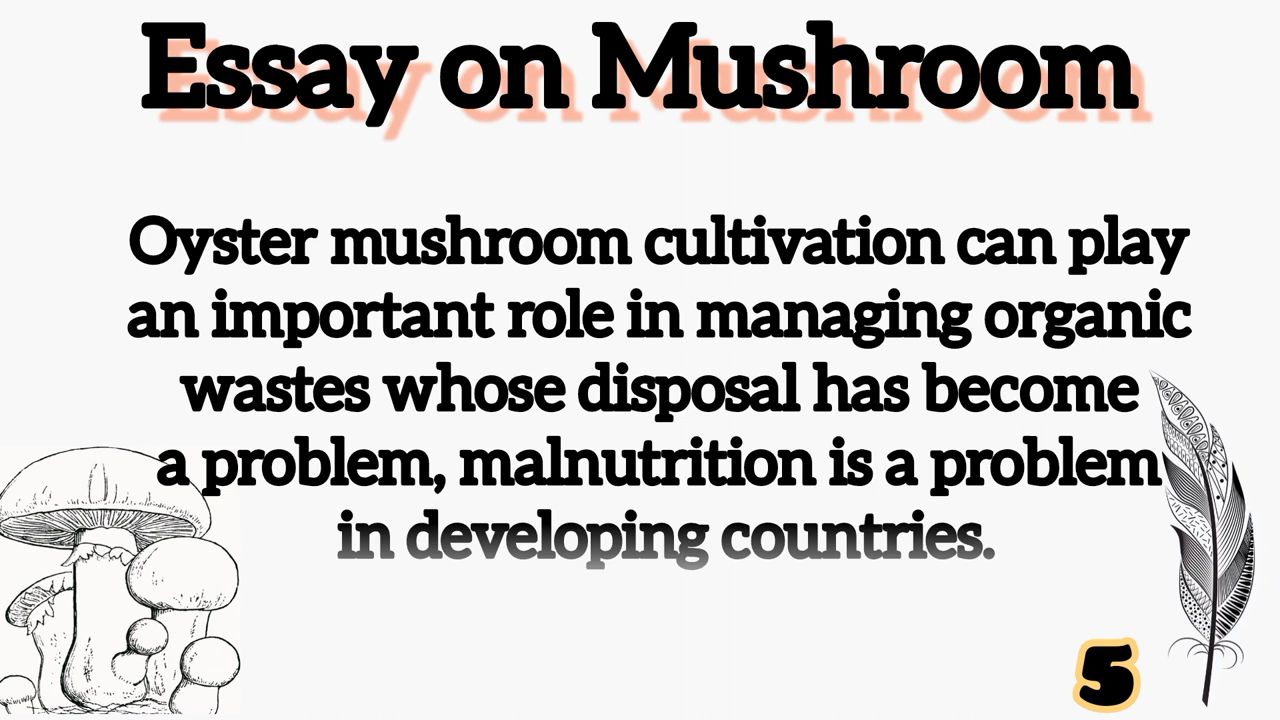 Essay on Mushroom
Oyster mushroom cultivation can play
an important role in managing organic
wastes whose disposal has become
a problem, malnutrition is a problem
in developing countries.
5